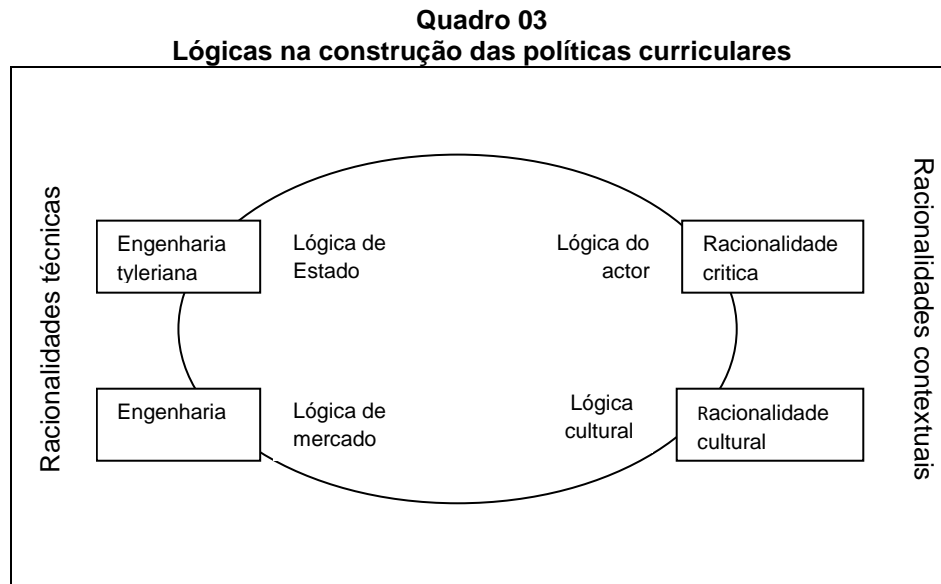 Quadro 03
Lógicas na construção das políticas curriculares
Racionalidades técnicas
Engenharia
tyleriana
Lógica de
Estado
Lógica do
actor
Racionalidade
critica
Engenharia
Lógica de
mercado
Lógica
cultural
Racionalidade
cultural
Racionalidades contextuais